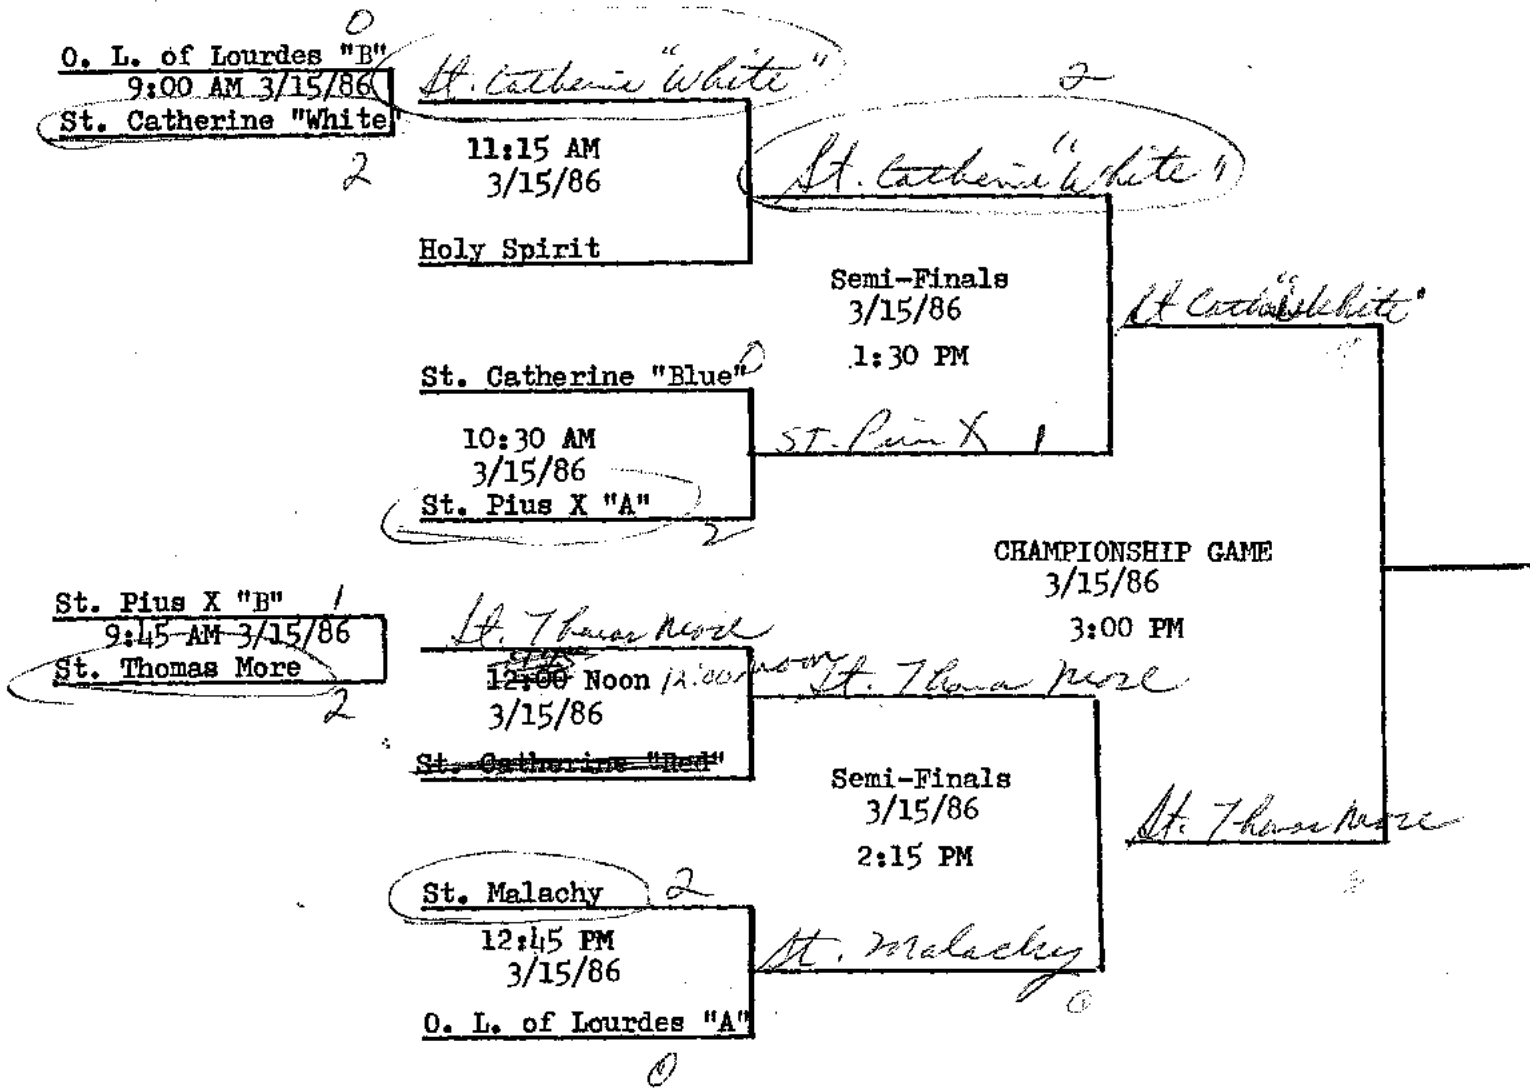 0
O. L. of Lourdes "B"
9:00 AM 3/15/86
St. Catherine "White"
2
St. Catherine "White"
11:15 AM
3/15/86
Holy Spirit
2
St. Catherine "White"
Semi-Finals
3/15/86
1:30 PM
St. Catherine "Blue" 0
10:30 AM
3/15/86
St. Pius X "A"
2
St. Pius X 1
St "White"
CHAMPIONSHIP GAME
3/15/86
3:00 PM
St. Pius X "B" 1
9:45 AM 3/15/86
St. Thomas More
2
St. Thomas More
12:00 Noon 12:00 noon
3/15/86
St. Catherine "Red"
St. Thomas More
Semi-Finals
3/15/86
2:15 PM
St. Malachy 2
12:45 PM
3/15/86
O. L. of Lourdes "A"
0
St. Malachy
0
St. Thomas More